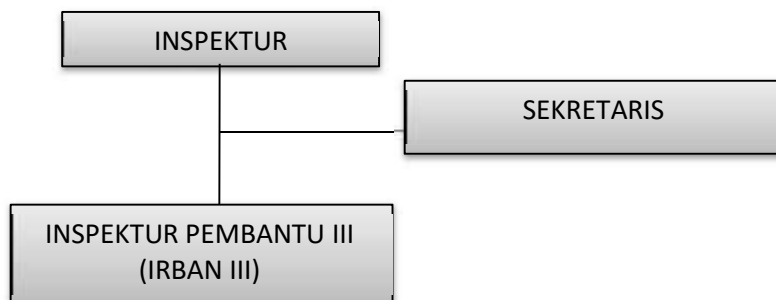 INSPEKTUR
SEKRETARIS
INSPEKTUR PEMBANTU III
(IRBAN III)